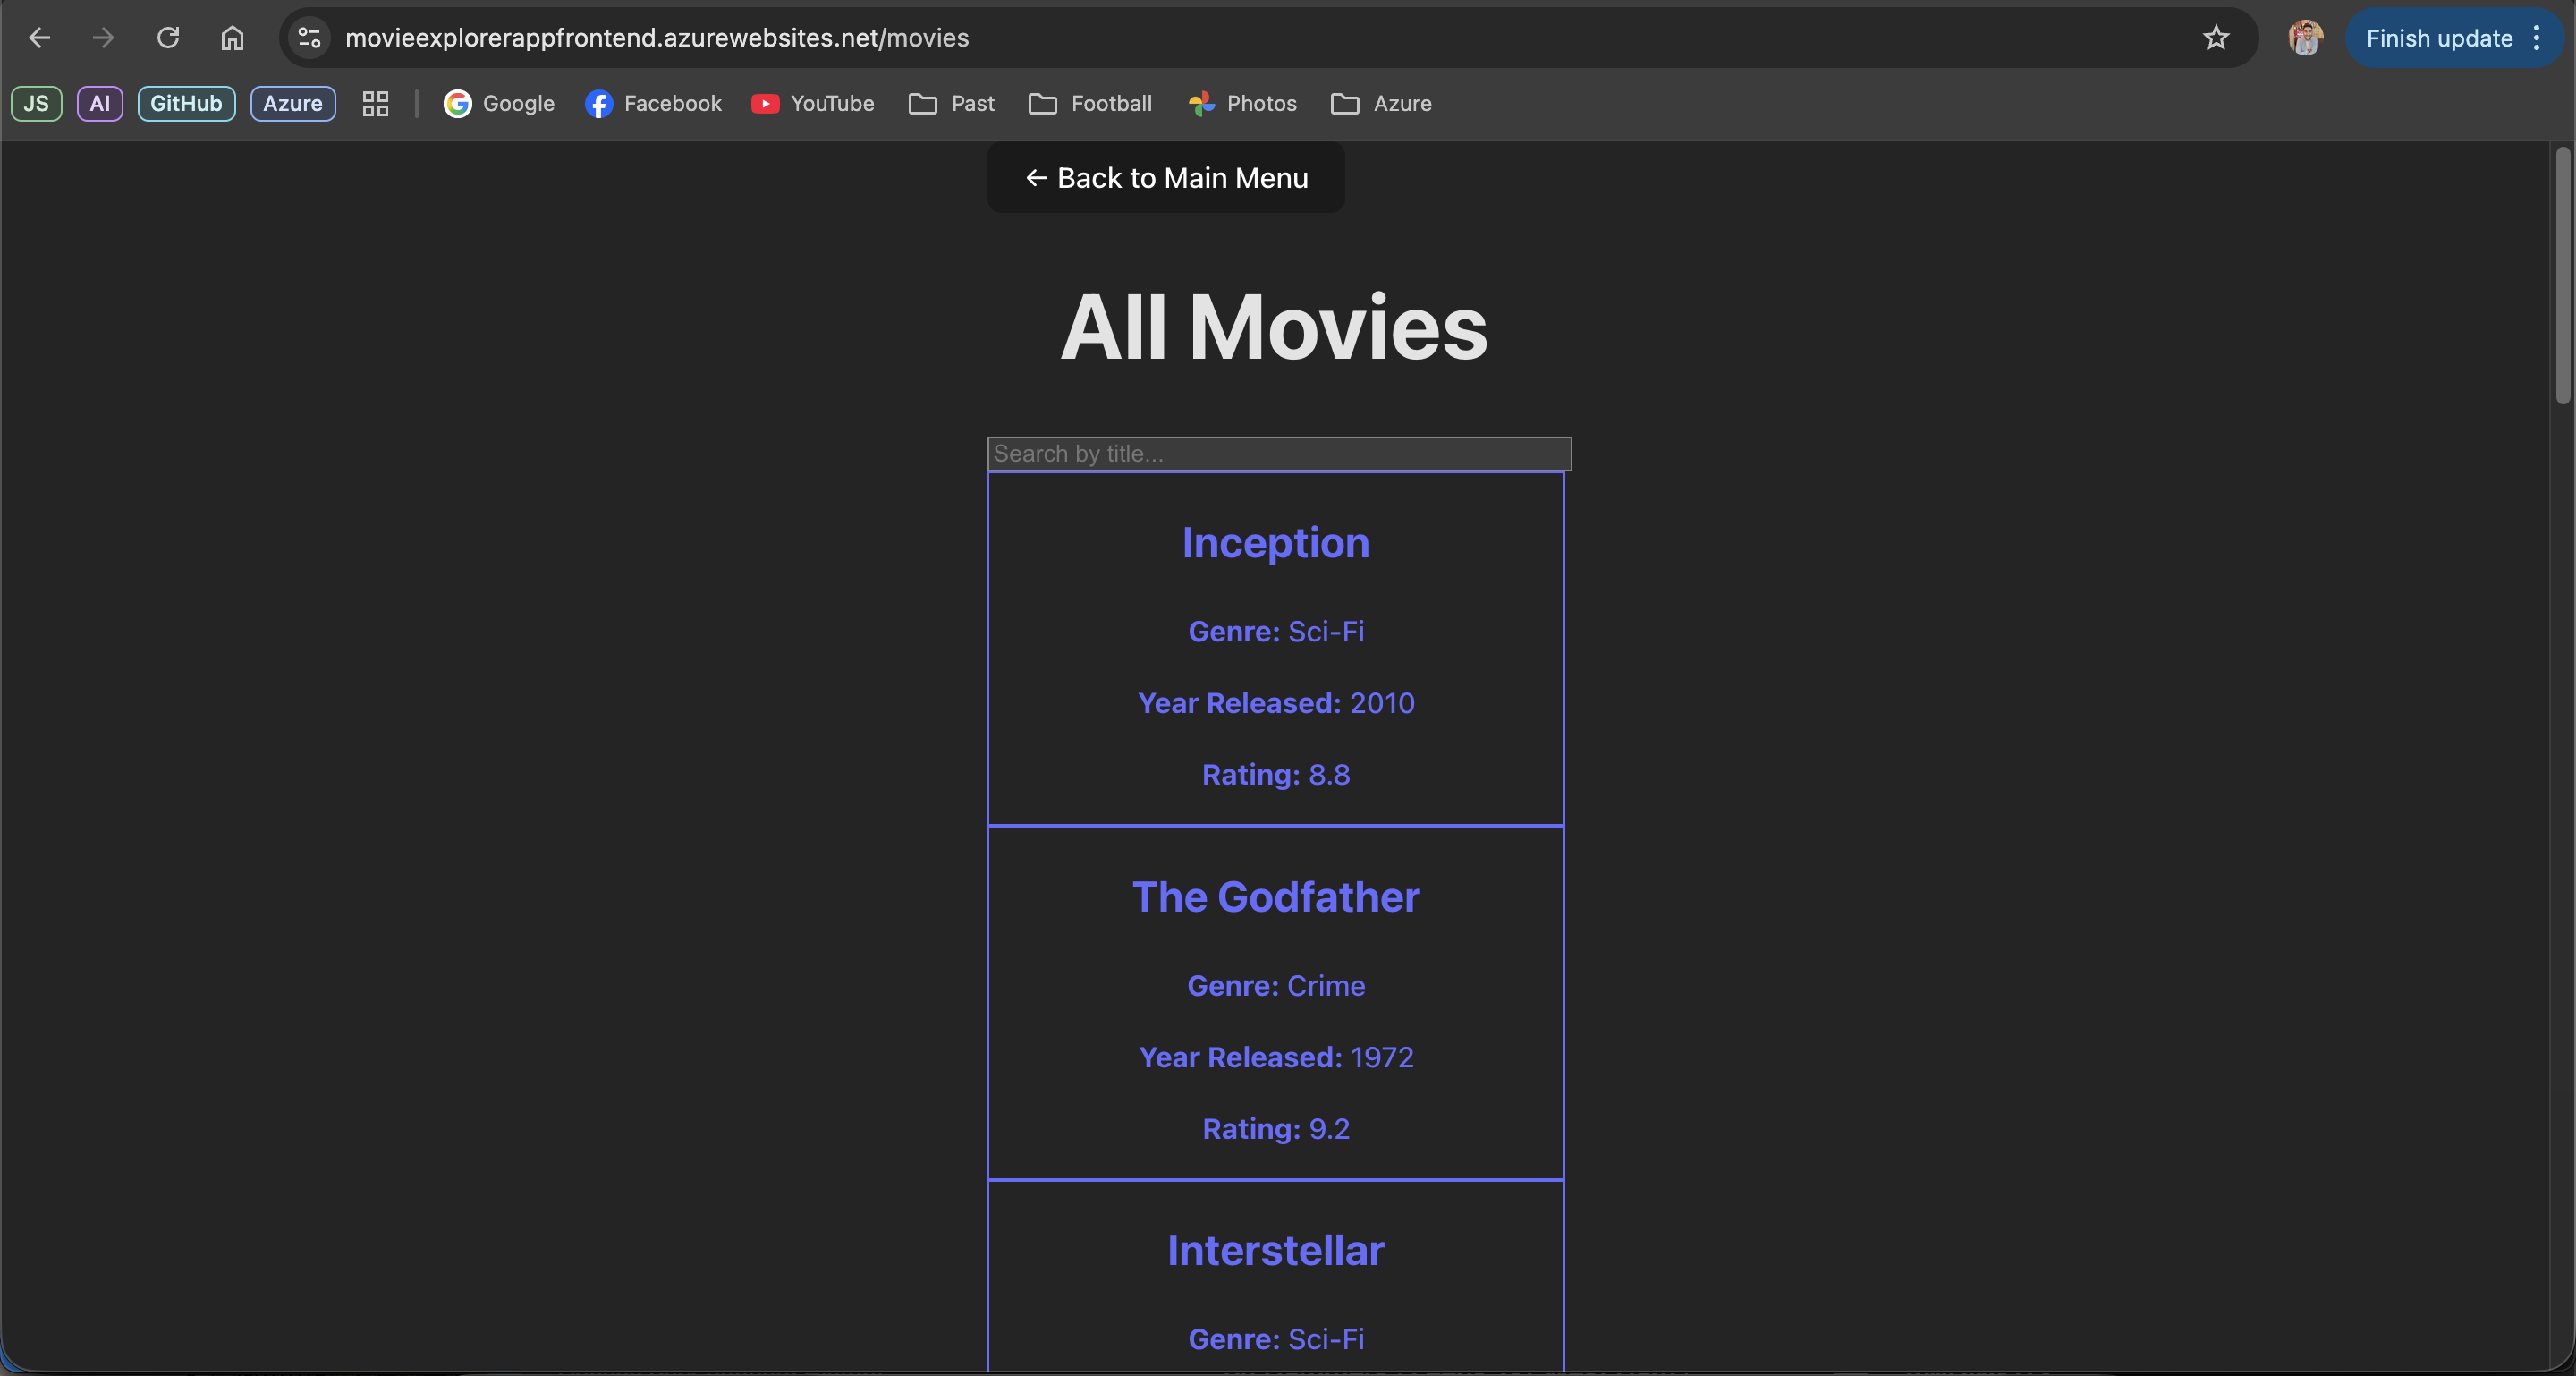 movieexplorerappfrontend.azurewebsites.net/movies
Finish update
JS AI GitHub Azure Google Facebook YouTube Past Football Photos Azure
← Back to Main Menu
All Movies
Search by title...
Inception
Genre: Sci-Fi
Year Released: 2010
Rating: 8.8
The Godfather
Genre: Crime
Year Released: 1972
Rating: 9.2
Interstellar
Genre: Sci-Fi